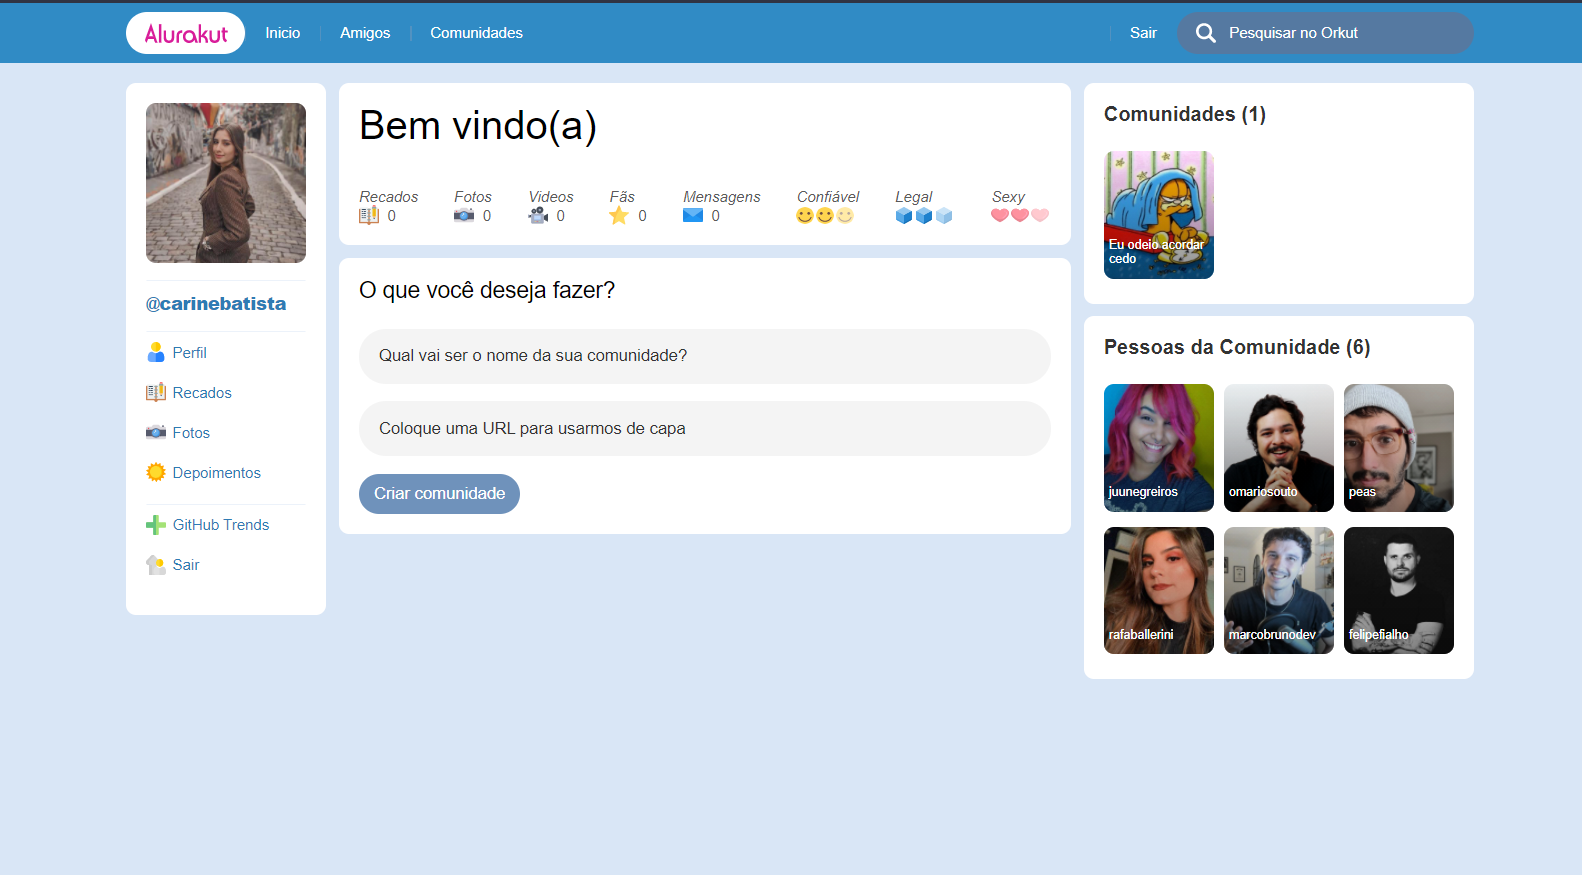 Alurakut
Inicio
Amigos
Comunidades
Sair
Pesquisar no Orkut
@carinebatista
Perfil
Recados
Fotos
Depoimentos
GitHub Trends
Sair
Bem vindo(a)
Recados Fotos Videos Fãs Mensagens Confiável Legal Sexy
0 0 0 0 0
O que você deseja fazer?
Qual vai ser o nome da sua comunidade?
Coloque uma URL para usarmos de capa
Criar comunidade
Comunidades (1)
Eu odeio acordar
cedo
Pessoas da Comunidade (6)
juunegreiros omariosouto peas
rafaballerini marcobrunodev felipefialho